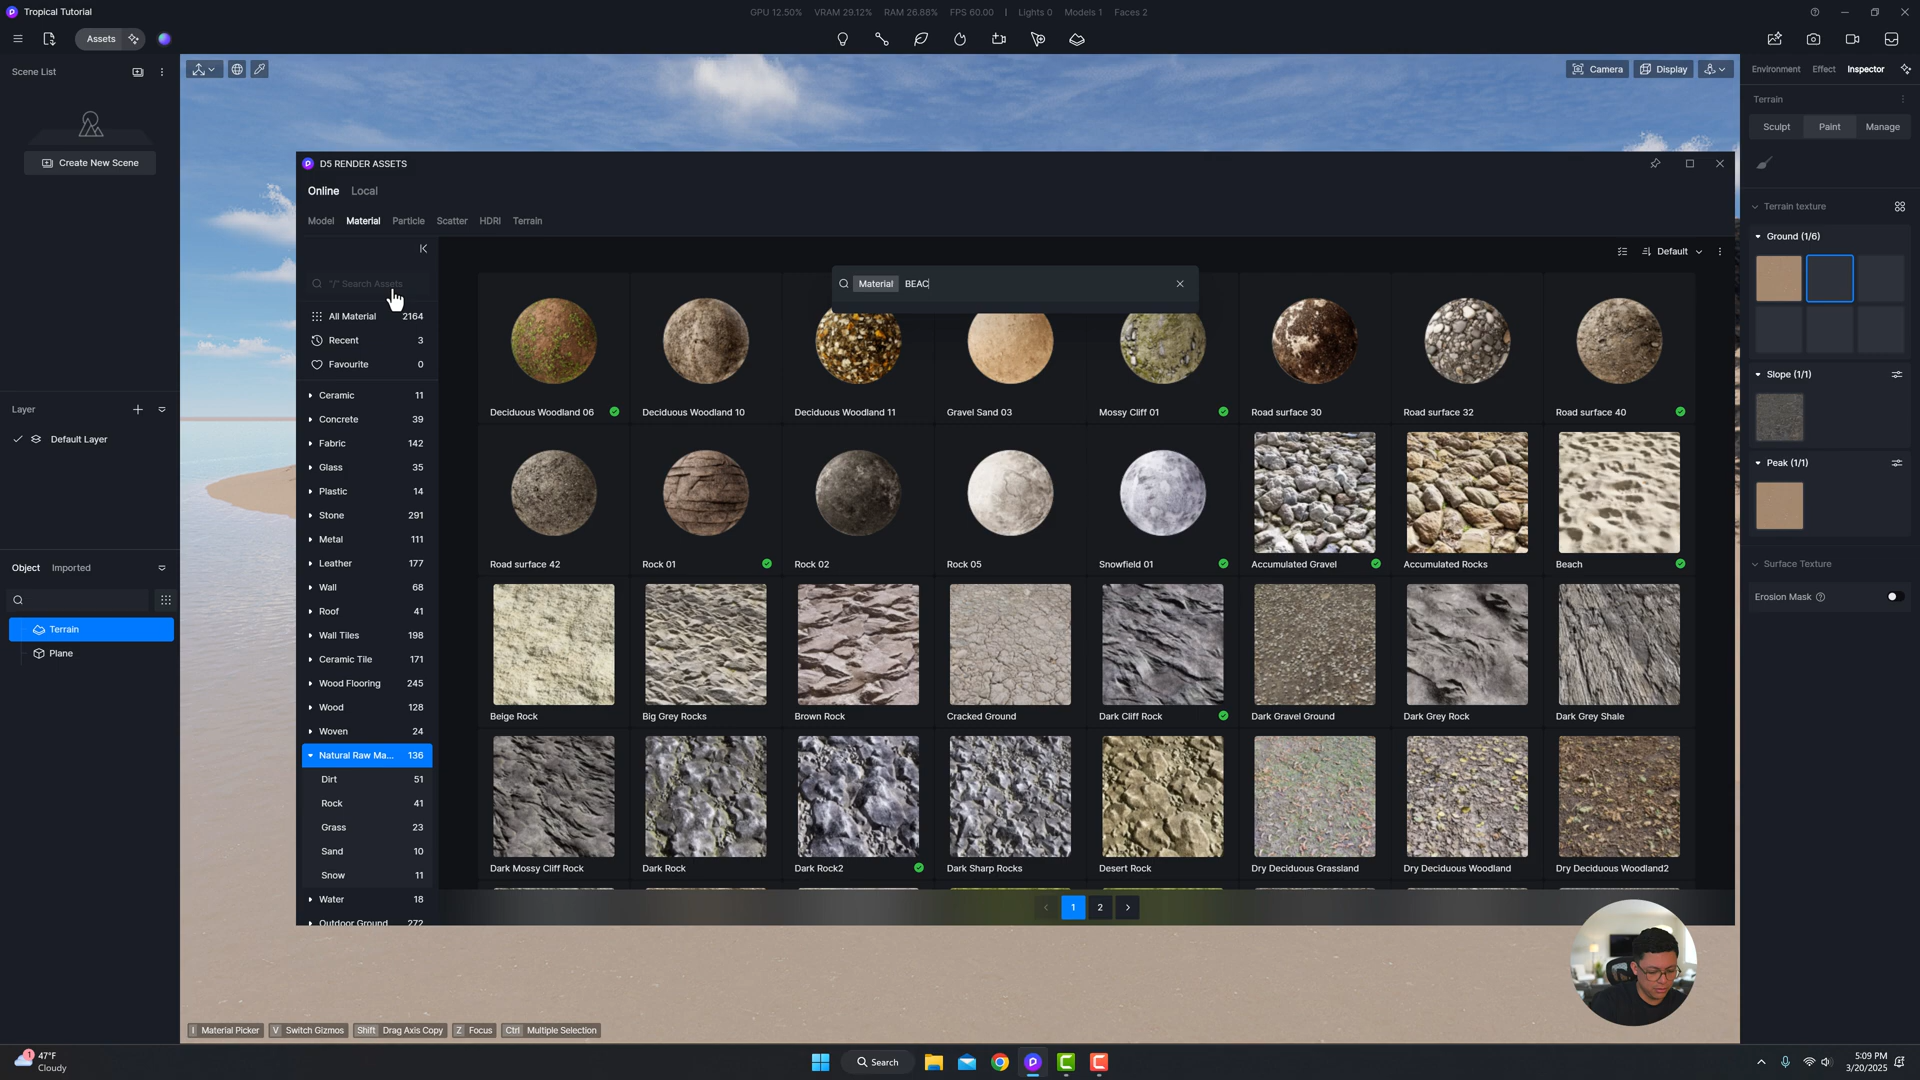 Tropical Tutorial
GPU 12.50% VRAM 29.12% RAM 26.88% FPS 60.00 | Lights 0 Models 1 Faces 2
Assets
Scene List
Create New Scene
Layer
Default Layer
Object Imported
Terrain
Plane
Camera Display
D5 RENDER ASSETS
Online Local
Model Material Particle Scatter HDRI Terrain
"/" Search Assets
All Material 2164
Recent 3
Favourite 0
Ceramic 11
Concrete 39
Fabric 142
Glass 35
Plastic 14
Stone 291
Metal 111
Leather 177
Wall 68
Roof 41
Wall Tiles 198
Ceramic Tile 171
Wood Flooring 245
Wood 128
Woven 24
Natural Raw Ma... 136
Dirt 51
Rock 41
Grass 23
Sand 10
Snow 11
Water 18
Outdoor Ground 272
Default
Material BEAC
Deciduous Woodland 06 Deciduous Woodland 10 Deciduous Woodland 11 Gravel Sand 03 Mossy Cliff 01 Road surface 30 Road surface 32 Road surface 40
Road surface 42 Rock 01 Rock 02 Rock 05 Snowfield 01 Accumulated Gravel Accumulated Rocks Beach
Beige Rock Big Grey Rocks Brown Rock Cracked Ground Dark Cliff Rock Dark Gravel Ground Dark Grey Rock Dark Grey Shale
Dark Mossy Cliff Rock Dark Rock Dark Rock2 Dark Sharp Rocks Desert Rock Dry Deciduous Grassland Dry Deciduous Woodland Dry Deciduous Woodland2
1 2
Environment Effect Inspector
Terrain
Sculpt Paint Manage
Terrain texture
Ground (1/6)
Slope (1/1)
Peak (1/1)
Surface Texture
Erosion Mask
I Material Picker V Switch Gizmos Shift Drag Axis Copy Z Focus Ctrl Multiple Selection
1
47°F
Cloudy
Search
5:09 PM
3/20/2025